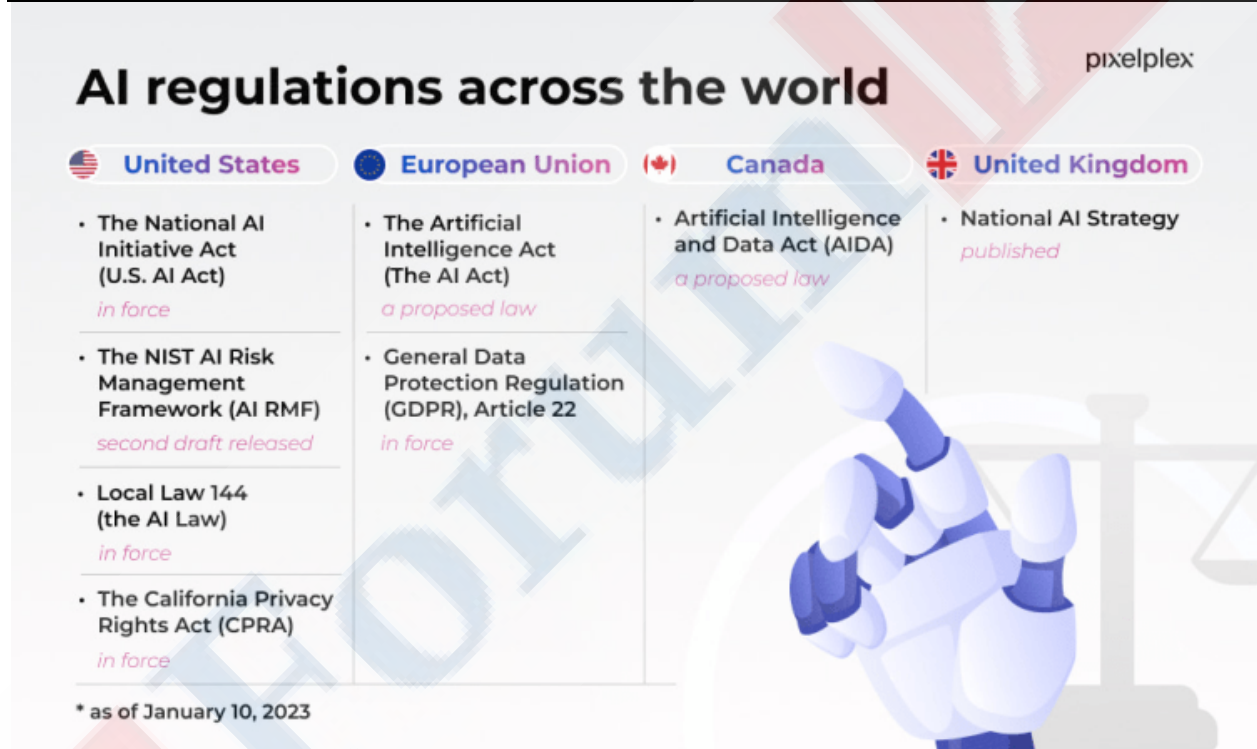 pixelplex
AI regulations across the world
United States
The National AI
Initiative Act
(U.S. AI Act)
in force
The NIST AI Risk
Management
Framework (AI RMF)
second draft released
Local Law 144
(the AI Law)
in force
The California Privacy
Rights Act (CPRA)
in force
European Union
The Artificial
Intelligence Act
(The AI Act)
a proposed law
General Data
Protection Regulation
(GDPR), Article 22
in force
Canada
Artificial Intelligence
and Data Act (AIDA)
a proposed law
United Kingdom
National AI Strategy
published
* as of January 10, 2023
Forum